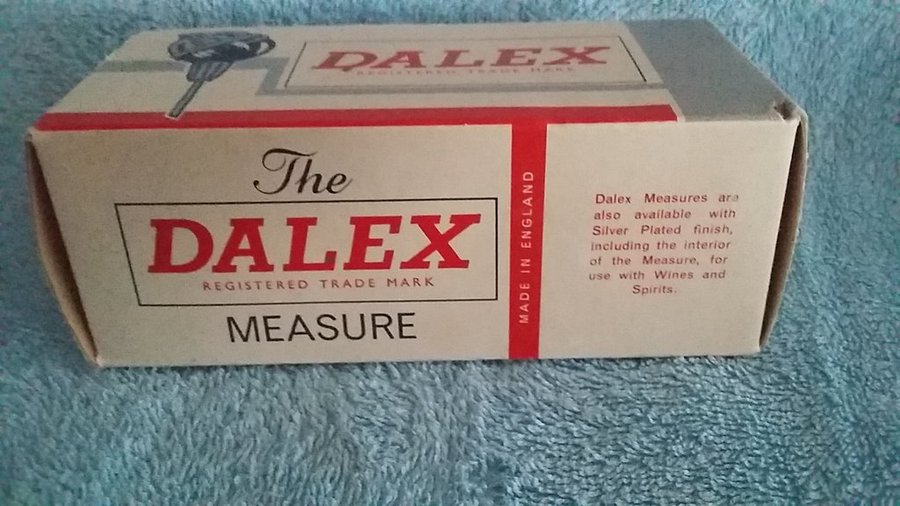 DALEX
REGISTERED TRADE MARK
The
DALEX
REGISTERED TRADE MARK
MEASURE
MADE IN ENGLAND
Dalex Measures are
also available with
Silver Plated finish,
including the interior
of the Measure, for
use with Wines and
Spirits.